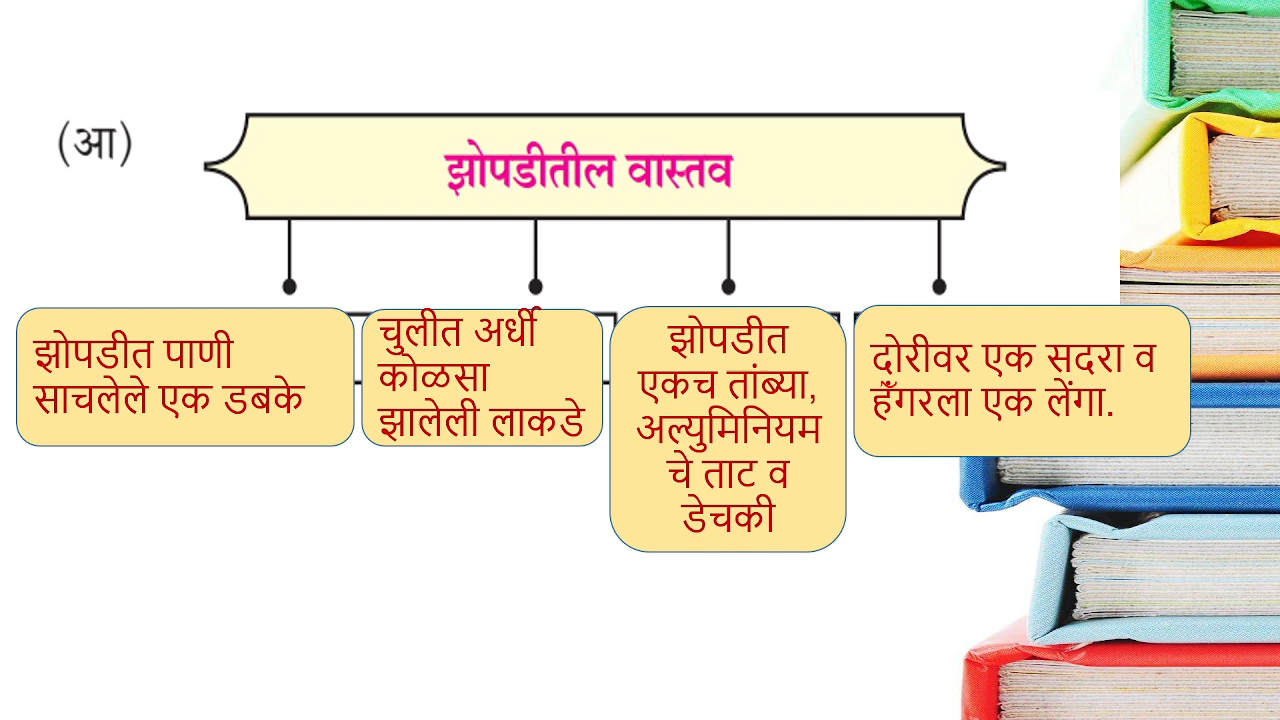 (आ)
झोपडीतील वास्तव
झोपडीत पाणी
साचलेले एक डबके
चुलीत अर्धी
कोळसा
झालेली लाकडे
झोपडीत
एकच तांब्या,
अल्युमिनियम
चे ताट व
डेचकी
दोरीवर एक सदरा व
हँगरला एक लेंगा.